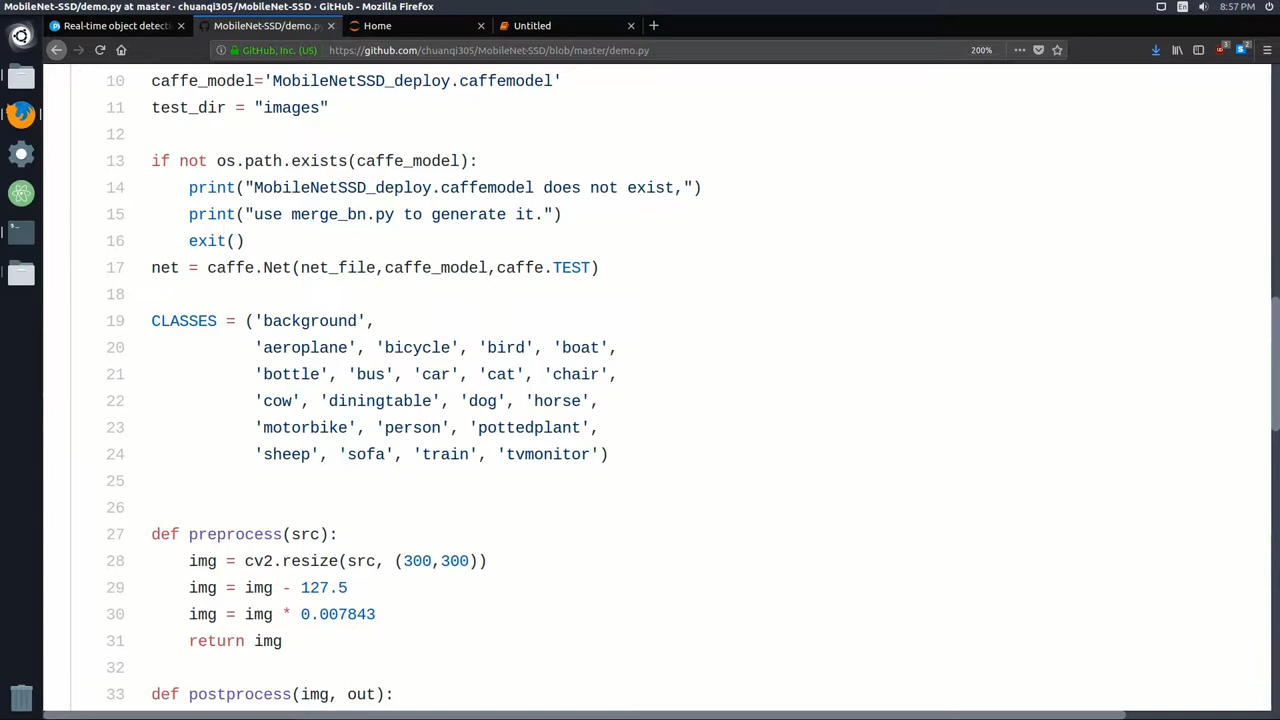 MobileNet-SSD/demo.py at master · chuanqi305/MobileNet-SSD · GitHub - Mozilla Firefox
En
8:57 PM
Real-time object detecti
MobileNet-SSD/demo.py
Home
Untitled
GitHub, Inc. (US)
https://github.com/chuanqi305/MobileNet-SSD/blob/master/demo.py
200%
10 caffe_model='MobileNetSSD_deploy.caffemodel'
11 test_dir = "images"
12
13 if not os.path.exists(caffe_model):
14     print("MobileNetSSD_deploy.caffemodel does not exist,")
15     print("use merge_bn.py to generate it.")
16     exit()
17 net = caffe.Net(net_file,caffe_model,caffe.TEST)
18
19 CLASSES = ('background',
20            'aeroplane', 'bicycle', 'bird', 'boat',
21            'bottle', 'bus', 'car', 'cat', 'chair',
22            'cow', 'diningtable', 'dog', 'horse',
23            'motorbike', 'person', 'pottedplant',
24            'sheep', 'sofa', 'train', 'tvmonitor')
25
26
27 def preprocess(src):
28     img = cv2.resize(src, (300,300))
29     img = img - 127.5
30     img = img * 0.007843
31     return img
32
33 def postprocess(img, out):